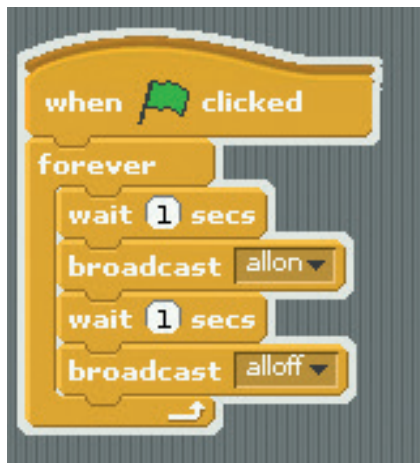 when clicked
forever
wait 1 secs
broadcast allon
wait 1 secs
broadcast alloff